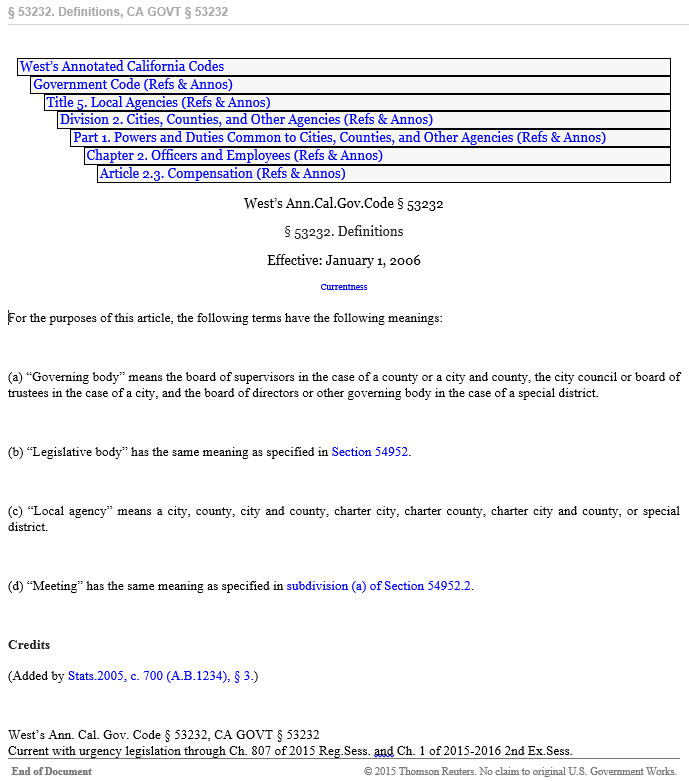 § 53232. Definitions, CA GOVT § 53232
West's Annotated California Codes
Government Code (Refs & Annos)
Title 5. Local Agencies (Refs & Annos)
Division 2. Cities, Counties, and Other Agencies (Refs & Annos)
Part 1. Powers and Duties Common to Cities, Counties, and Other Agencies (Refs & Annos)
Chapter 2. Officers and Employees (Refs & Annos)
Article 2.3. Compensation (Refs & Annos)
West's Ann.Cal.Gov.Code § 53232
§ 53232. Definitions
Effective: January 1, 2006
Currentness
For the purposes of this article, the following terms have the following meanings:
(a) “Governing body” means the board of supervisors in the case of a county or a city and county, the city council or board of
trustees in the case of a city, and the board of directors or other governing body in the case of a special district.
(b) “Legislative body” has the same meaning as specified in Section 54952.
(c) “Local agency” means a city, county, city and county, charter city, charter county, charter city and county, or special
district.
(d) “Meeting” has the same meaning as specified in subdivision (a) of Section 54952.2.
Credits
(Added by Stats.2005, c. 700 (A.B.1234), § 3.)
West’s Ann. Cal. Gov. Code § 53232, CA GOVT § 53232
Current with urgency legislation through Ch. 807 of 2015 Reg.Sess. and Ch. 1 of 2015-2016 2nd Ex.Sess.
End of Document
© 2015 Thomson Reuters. No claim to original U.S. Government Works.